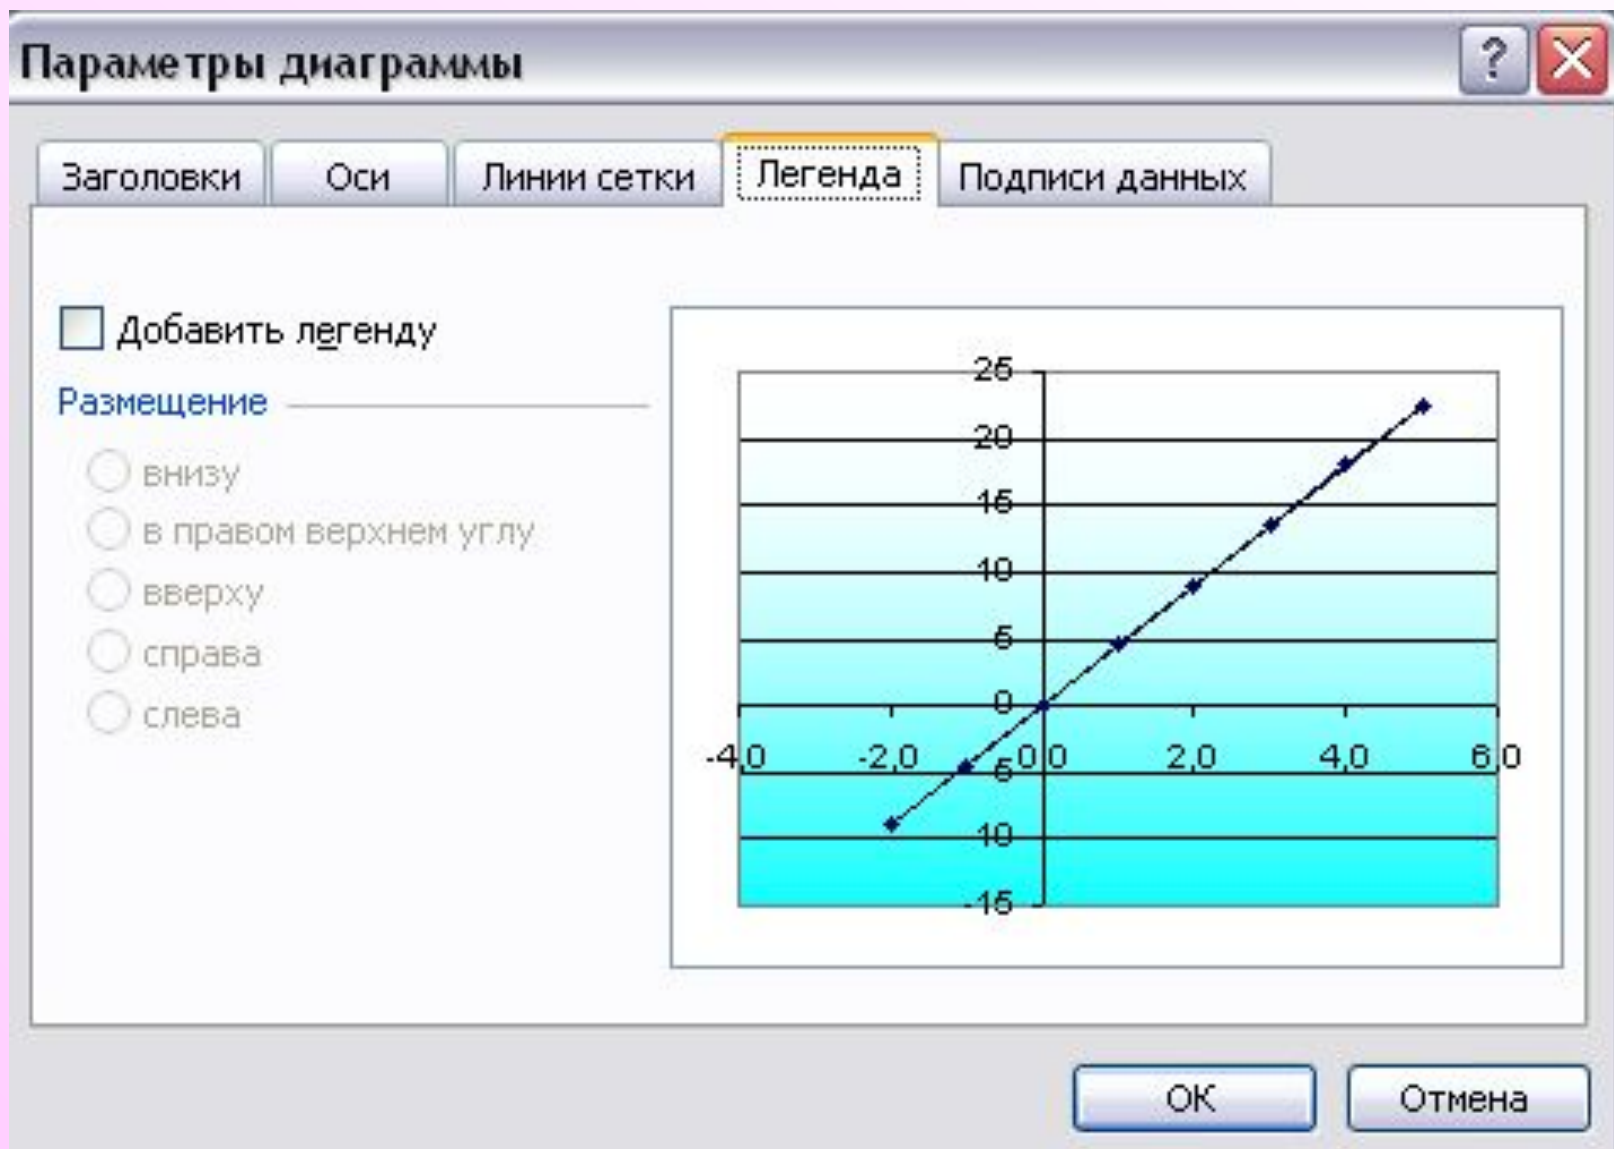 Параметры диаграммы
Заголовки Оси Линии сетки Легенда Подписи данных
Добавить легенду
Размещение
внизу
в правом верхнем углу
вверху
справа
слева
25
20
15
10
5
0
-4,0 -2,0 0,0 2,0 4,0 6,0
-5
-10
-15
ОК Отмена